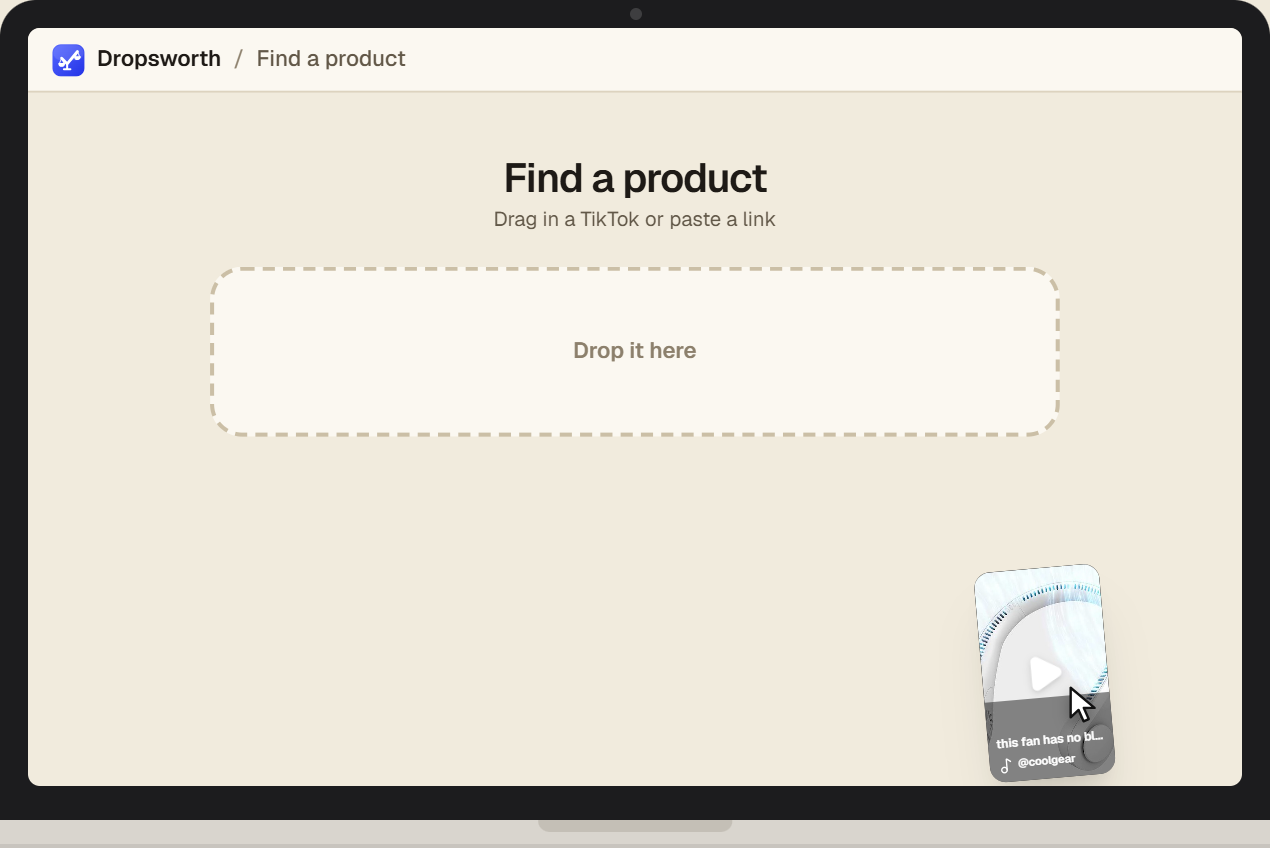 Dropsworth / Find a product
Find a product
Drag in a TikTok or paste a link
Drop it here
this fan has no bl...
@coolgear